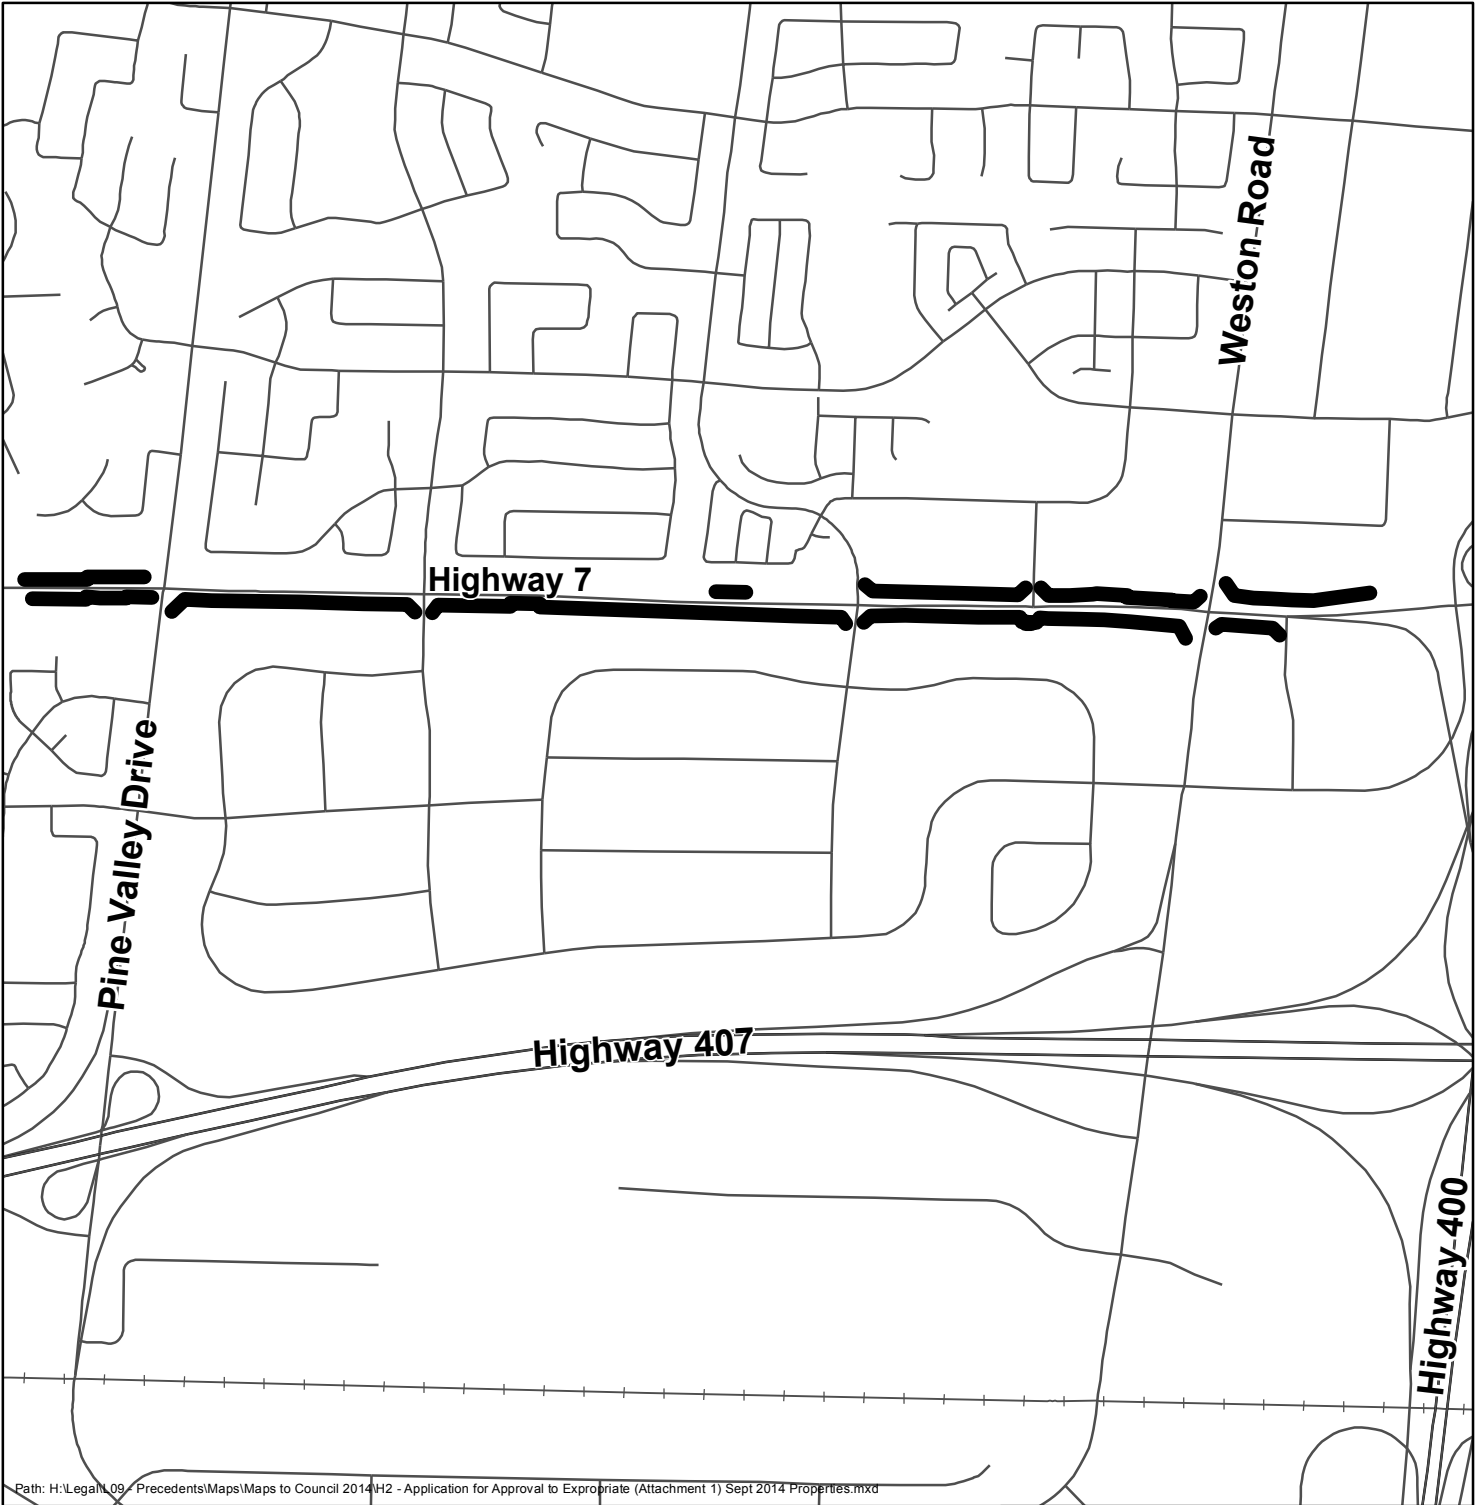 Weston Road
Highway 7
Pine Valley Drive
Highway 407
Highway 400
Path: H:\Legal\L09 - Precedents\Maps\Maps to Council 2014\H2 - Application for Approval to Expropriate (Attachment 1) Sept 2014 Properties.mxd